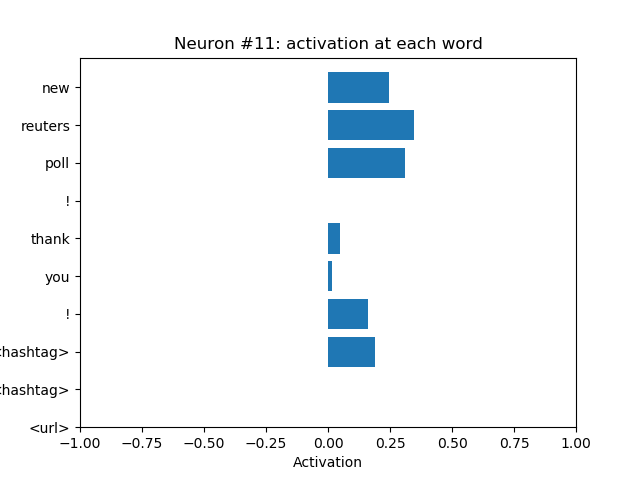 Neuron #11: activation at each word
new
reuters
poll
!
thank
you
!
hashtag>
hashtag>
<url>
−1.00 −0.75 −0.50 −0.25 0.00 0.25 0.50 0.75 1.00
Activation